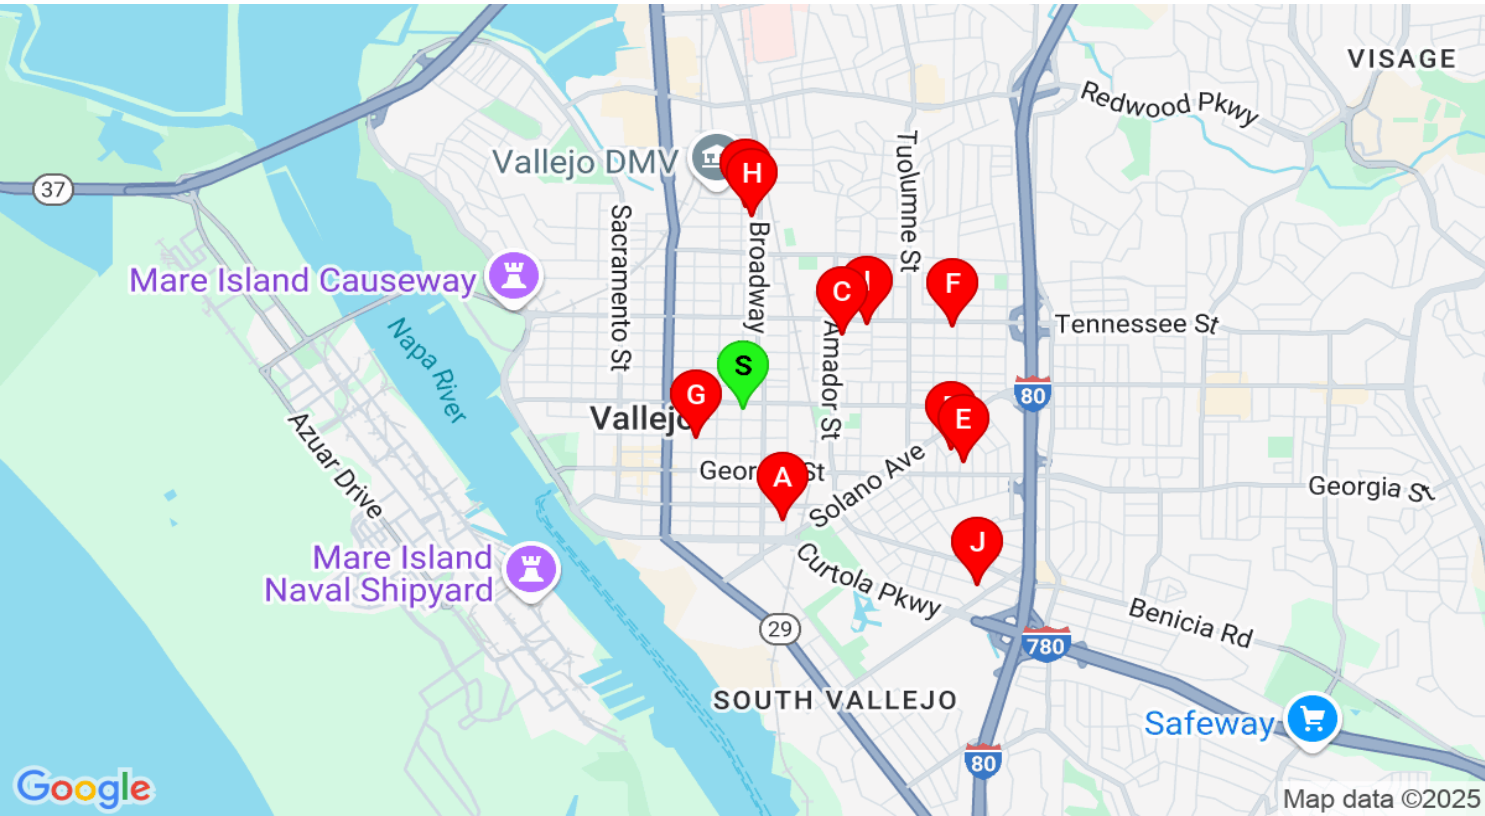 VISAGE
Redwood Pkwy
Vallejo DMV
H
37
Tuolumne St
Sacramento St
Broadway
Mare Island Causeway
C
F
Napa River
Amador St
Tennessee St
S
G
80
Vallejo
E
Azuar Drive
Georgia St
A
Solano Ave
Georgia St
J
Mare Island
Naval Shipyard
Curtola Pkwy
Benicia Rd
29
780
SOUTH VALLEJO
Safeway
80
Google
Map data ©2025